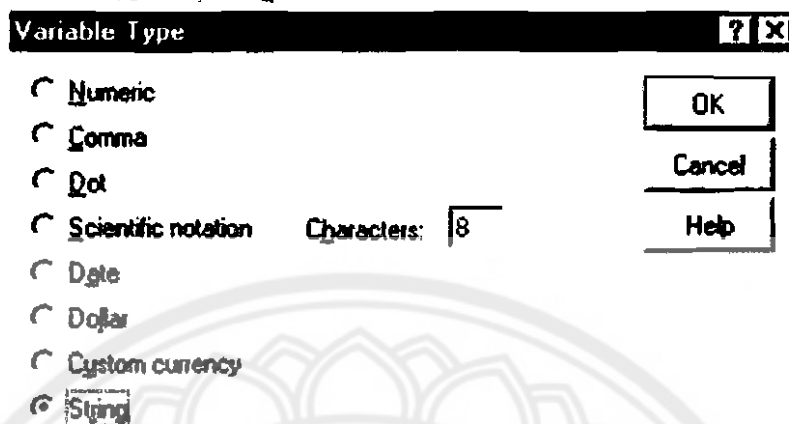 Variable Type
Numeric
Comma
Dot
Scientific notation Characters: 8
Date
Dollar
Custom currency
String
OK
Cancel
Help